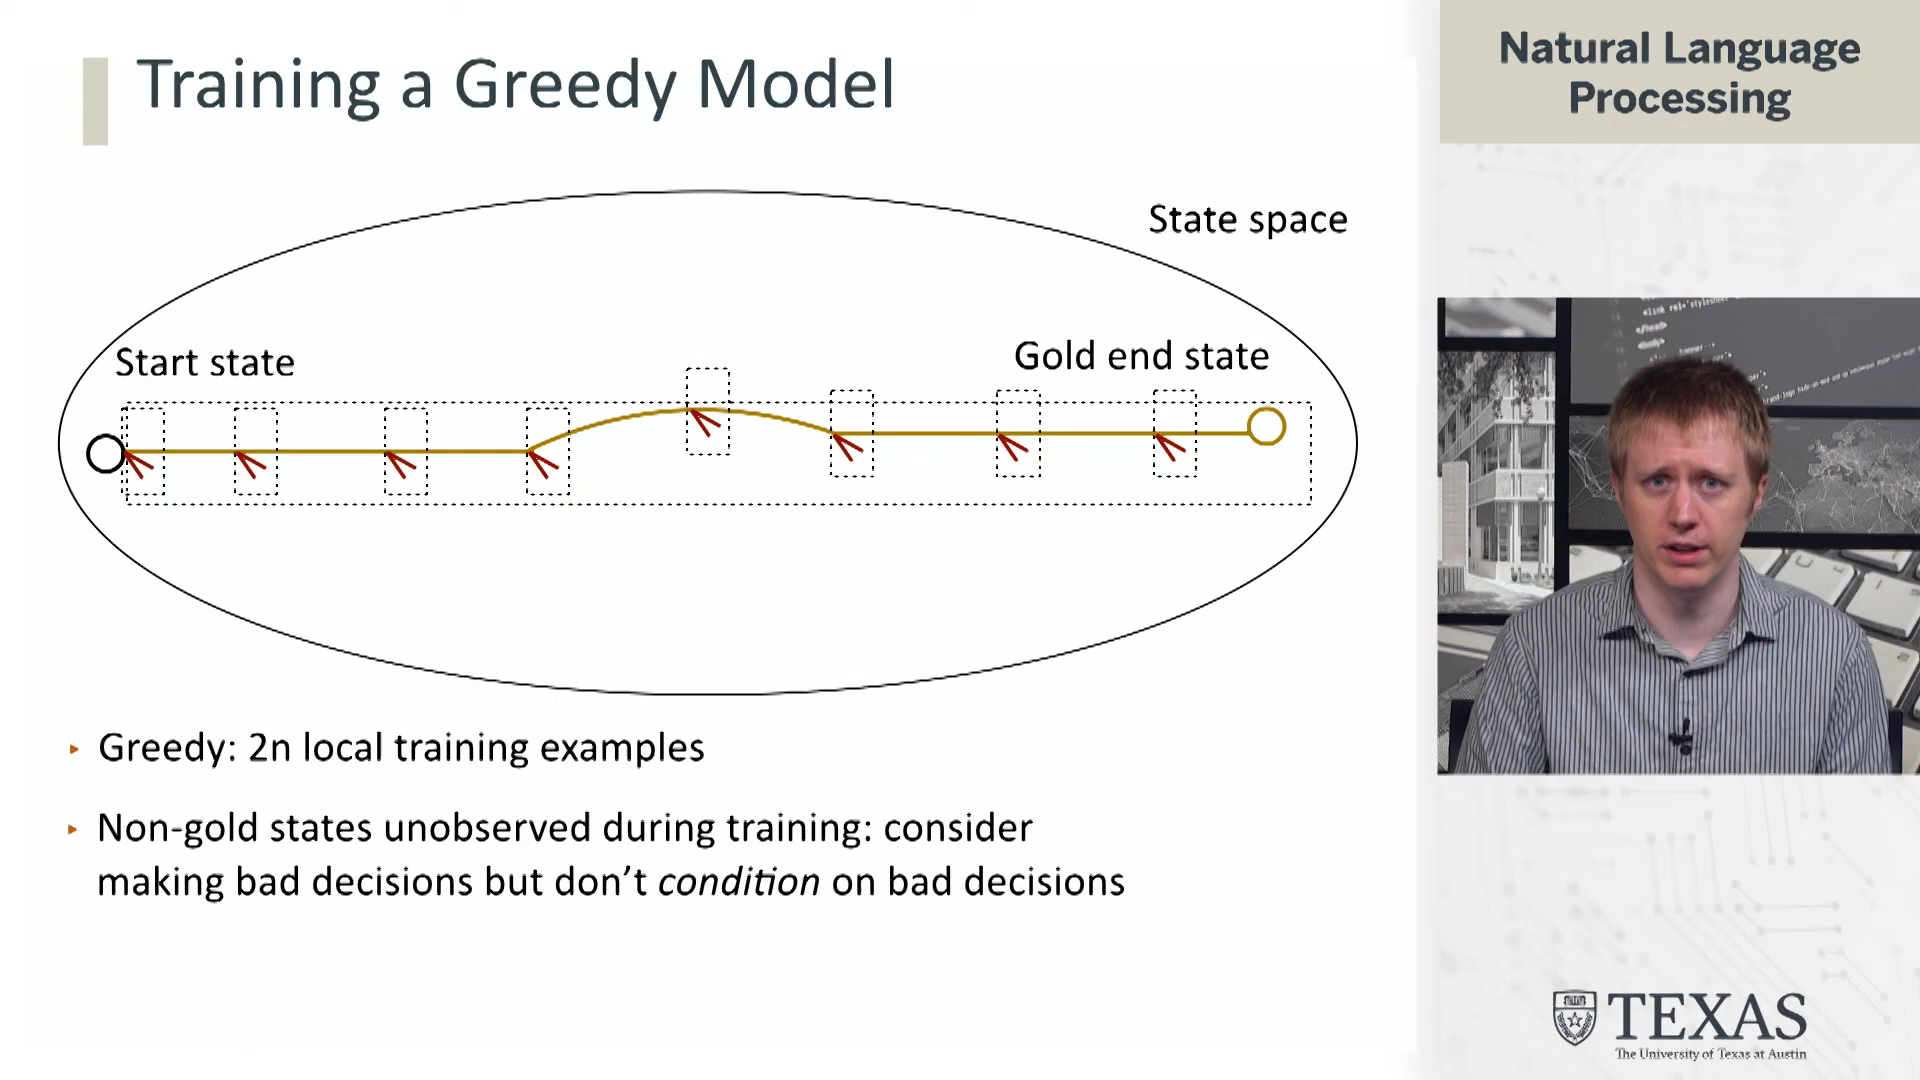 Training a Greedy Model
Natural Language
Processing
State space
Start state
Gold end state
▸ Greedy: 2n local training examples
▸ Non-gold states unobserved during training: consider
making bad decisions but don’t condition on bad decisions
TEXAS
The University of Texas at Austin